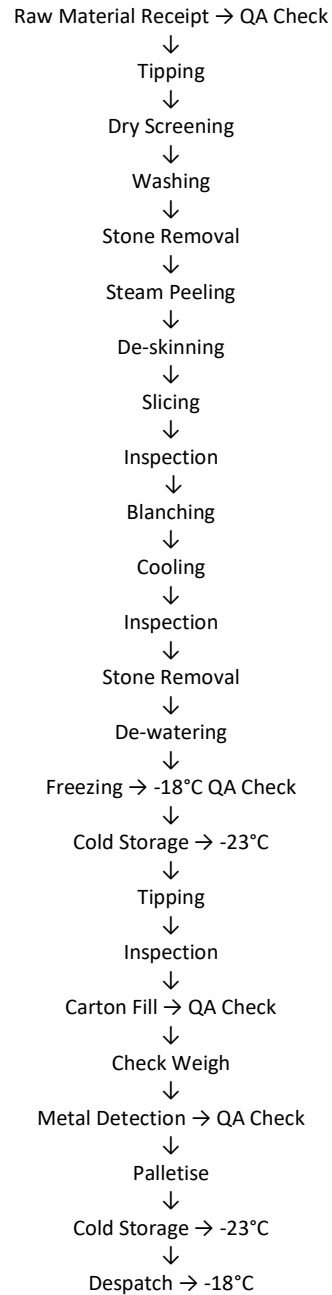 Raw Material Receipt → QA Check
↓
Tipping
↓
Dry Screening
↓
Washing
↓
Stone Removal
↓
Steam Peeling
↓
De-skinning
↓
Slicing
↓
Inspection
↓
Blanching
↓
Cooling
↓
Inspection
↓
Stone Removal
↓
De-watering
↓
Freezing → -18°C QA Check
↓
Cold Storage → -23°C
↓
Tipping
↓
Inspection
↓
Carton Fill → QA Check
↓
Check Weigh
↓
Metal Detection → QA Check
↓
Palletise
↓
Cold Storage → -23°C
↓
Despatch → -18°C